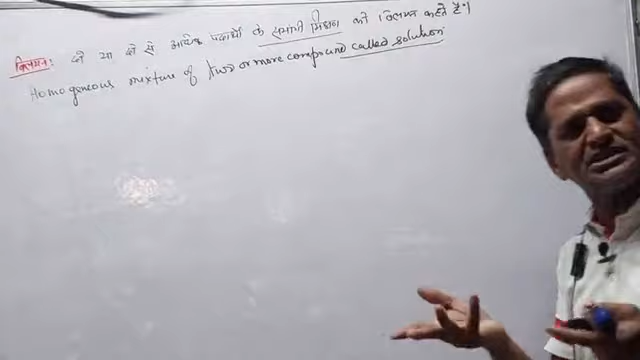 विलयन: दो या दो से अधिक पदार्थो के समांगी मिश्रण को विलयन कहते है।
Homogeneous mixture of two or more compound called solution